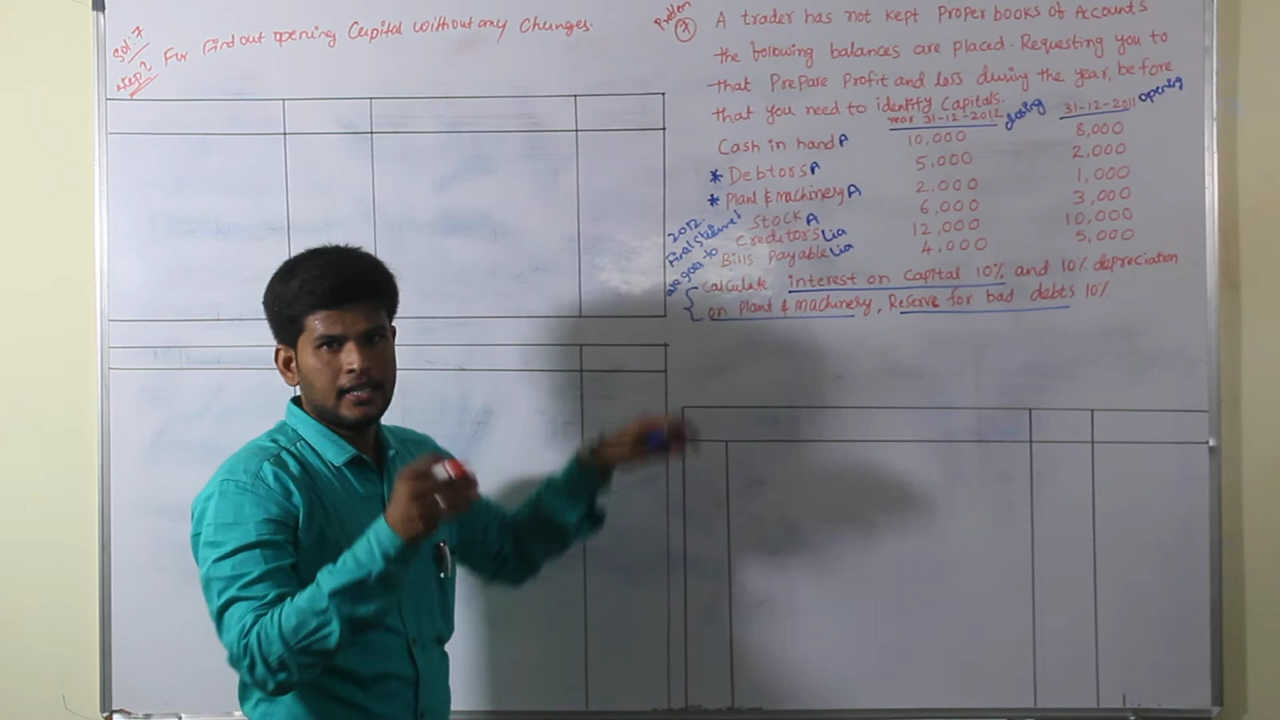 Sol:7
Step 1
For Find out opening Capital without any Changes.
Problem
7
A trader has not kept Proper books of Accounts
the bolowing balances are placed. Requesting you to
that Prepare Profit and loss during the year, before
that you need to identify Capitals.
year 31-12-2012 closing 31-12-2011 opening
Cash in hand A 10,000 8,000
* Debtors A 5,000 2,000
* Plant & machinery A 2,000 1,000
Stock A 6,000 3,000
Creditors Lia 12,000 10,000
Bills Payable Lia 4,000 5,000
2012.
Final Statement
are goes to
Calculate interest on Capital 10% and 10% depreciation
on Plant & machinery, Reserve for bad debts 10%